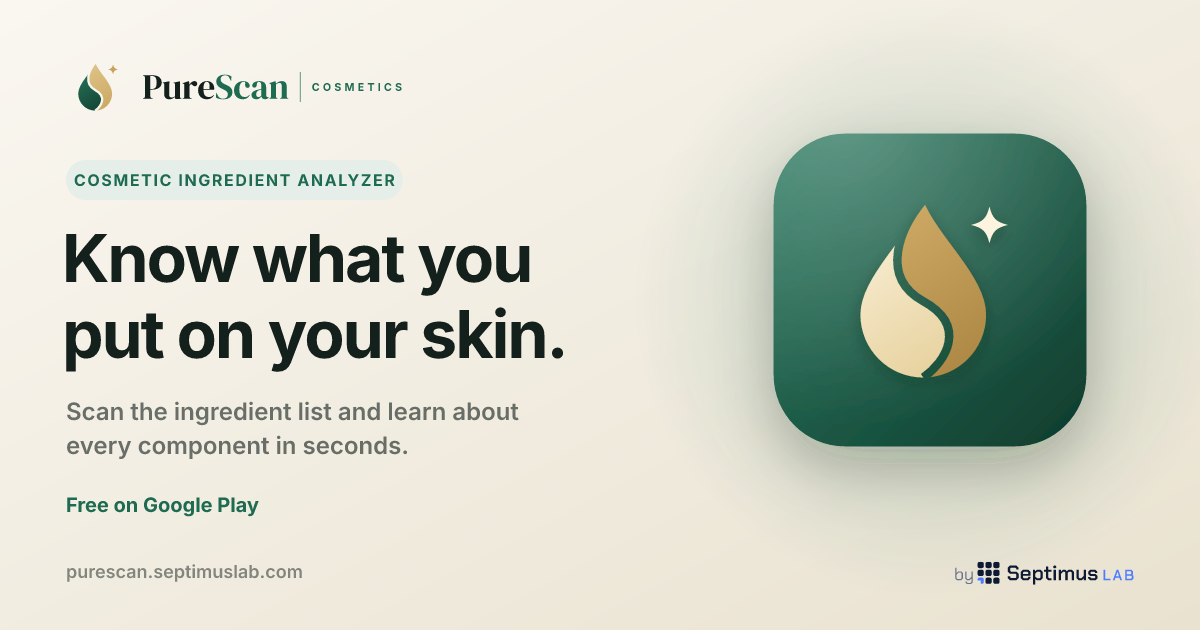 PureScan COSMETICS
COSMETIC INGREDIENT ANALYZER
Know what you
put on your skin.
Scan the ingredient list and learn about
every component in seconds.
Free on Google Play
purescan.septimuslab.com
by Septimus LAB